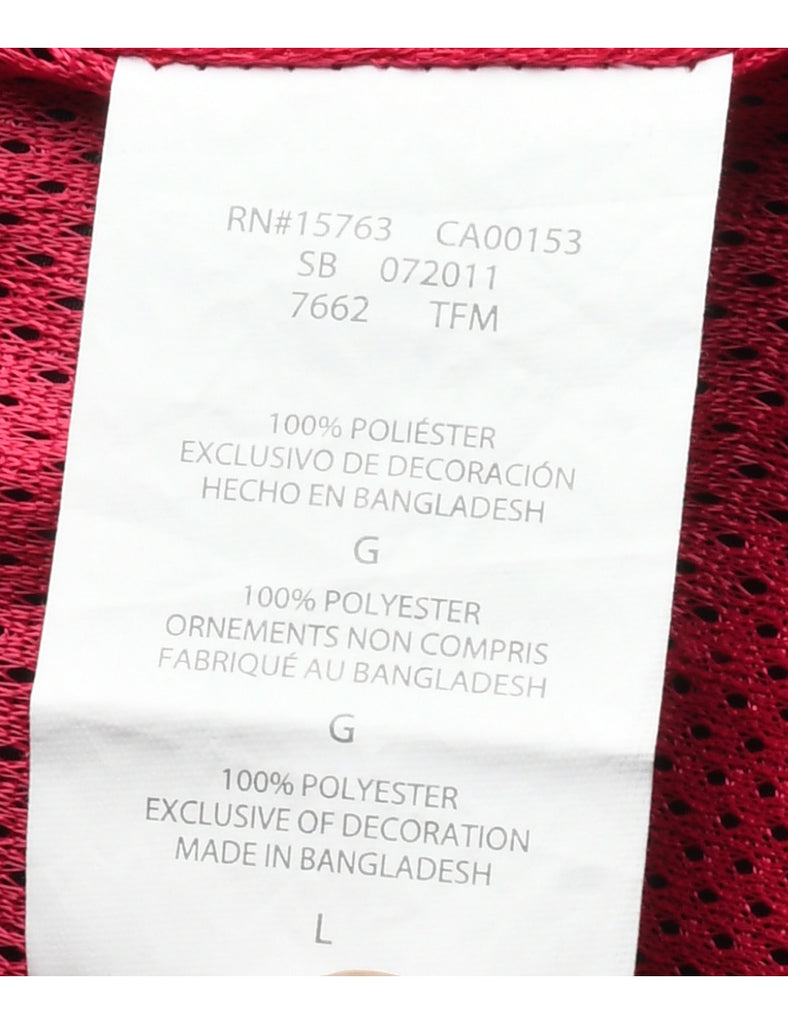 RN#15763 CA00153
SB 072011
7662 TFM
100% POLIÉSTER
EXCLUSIVO DE DECORACIÓN
HECHO EN BANGLADESH
G
100% POLYESTER
ORNEMENTS NON COMPRIS
FABRIQUÉ AU BANGLADESH
G
100% POLYESTER
EXCLUSIVE OF DECORATION
MADE IN BANGLADESH
L